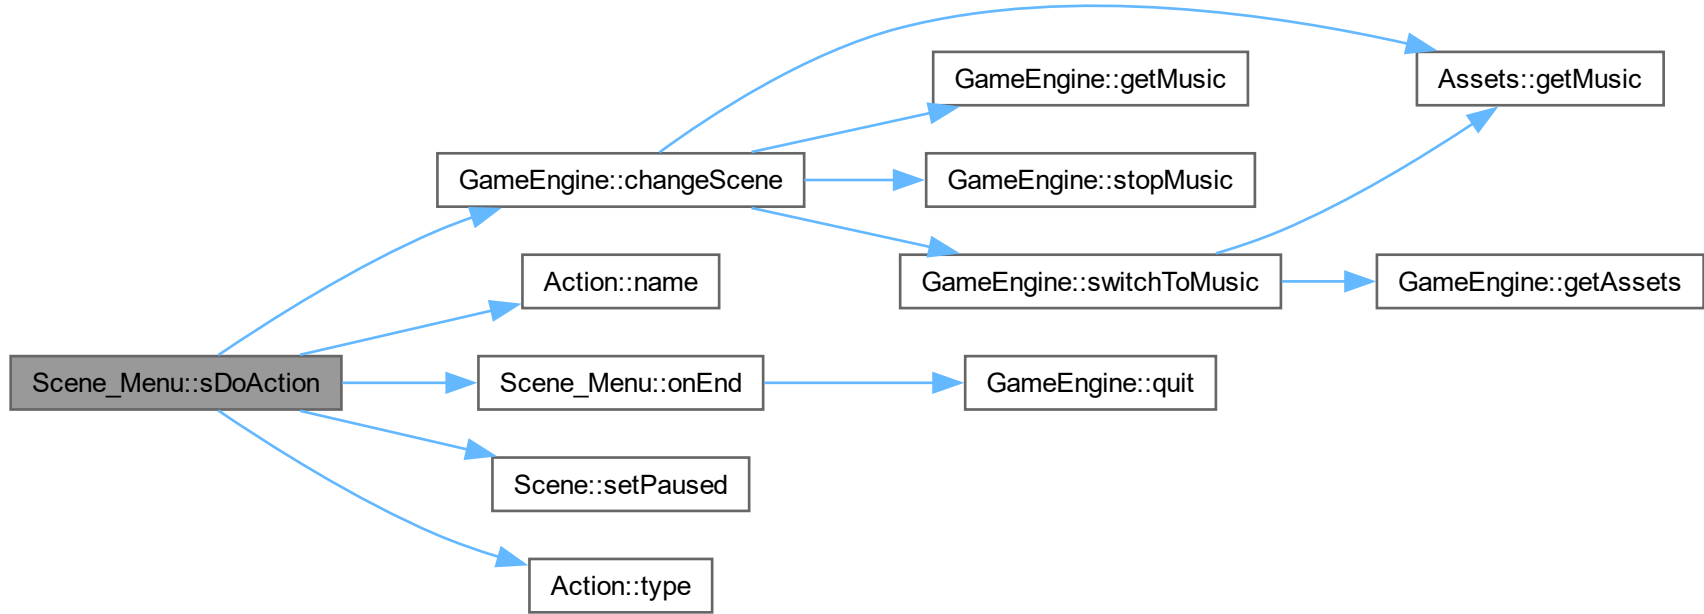 GameEngine::getMusic
Assets::getMusic
GameEngine::changeScene
GameEngine::stopMusic
Action::name
GameEngine::switchToMusic
GameEngine::getAssets
Scene_Menu::sDoAction
Scene_Menu::onEnd
GameEngine::quit
Scene::setPaused
Action::type